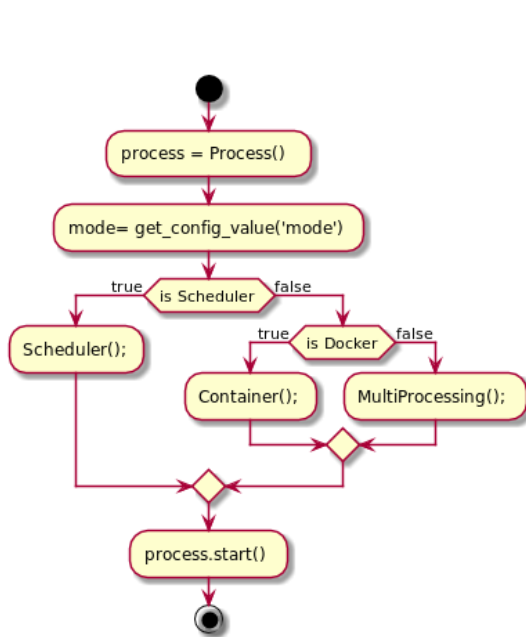 process = Process()
mode= get_config_value('mode')
true
is Scheduler
false
Scheduler();
true
is Docker
false
Container();
MultiProcessing();
process.start()